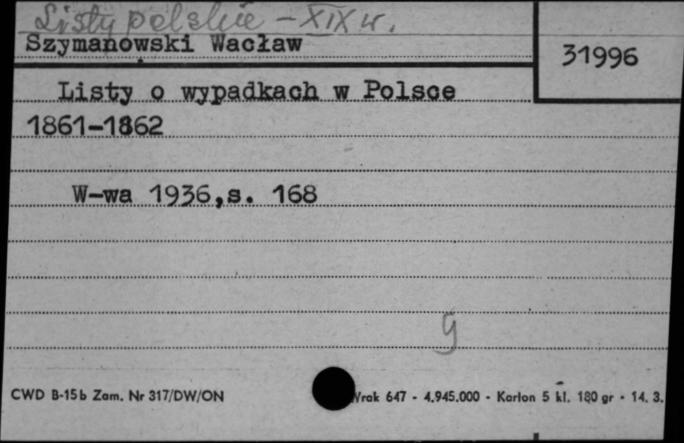 Listy polskie - XIX w.
Szymanowski Wacław
31996
Listy o wypadkach w Polsce
1861-1862
W-wa 1936,s. 168
g
CWD B-15b Zam. Nr 317/DW/ON
Wrak 647 - 4.945.000 - Karton 5 kl. 180 gr - 14. 3.